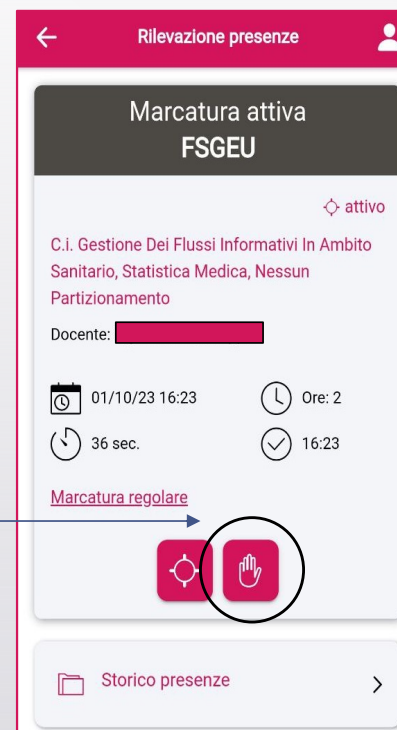 Rilevazione presenze
Marcatura attiva
FSGEU
attivo
C.i. Gestione Dei Flussi Informativi In Ambito
Sanitario, Statistica Medica, Nessun
Partizionamento
Docente:
01/10/23 16:23
Ore: 2
36 sec.
16:23
Marcatura regolare
Storico presenze